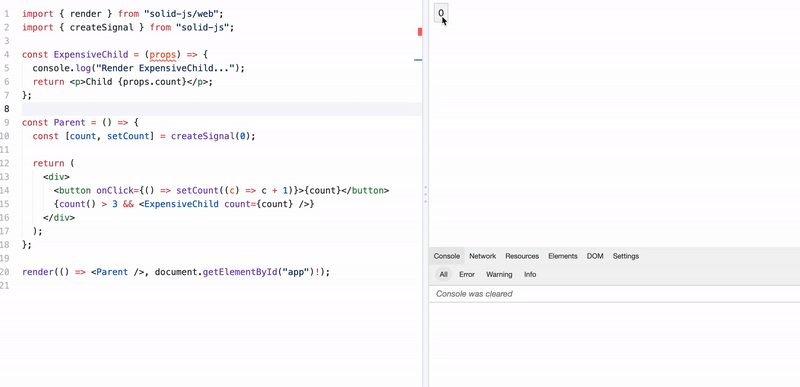 1 import { render } from "solid-js/web";
2 import { createSignal } from "solid-js";
3
4 const ExpensiveChild = (props) => {
5 console.log("Render ExpensiveChild...");
6 return <p>Child {props.count}</p>;
7 };
8
9 const Parent = () => {
10 const [count, setCount] = createSignal(0);
11
12 return (
13 <div>
14 <button onClick={() => setCount((c) => c + 1)}>{count}</button>
15 {count() > 3 && <ExpensiveChild count={count} />}
16 </div>
17 );
18 };
19
20 render(() => <Parent />, document.getElementById("app")!);
21
0
Console Network Resources Elements DOM Settings
All Error Warning Info
Console was cleared